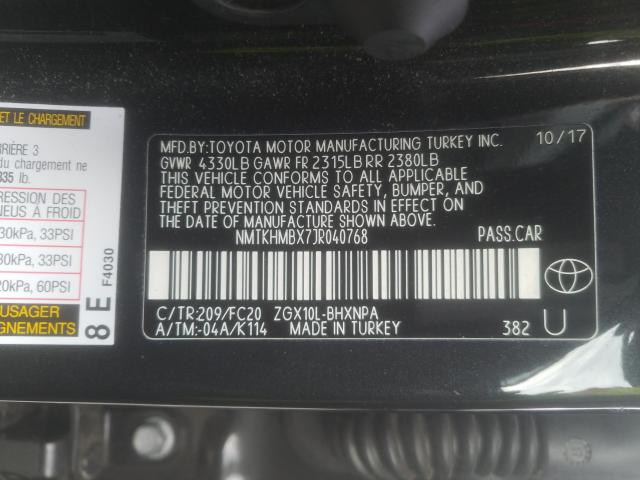 ET LE CHARGEMENT
RRIÈRE 3
du chargement ne
835 lb.
RESSION DES
NEUS À FROID
30kPa, 33PSI
30kPa, 33PSI
20kPa, 60PSI
USAGER
GNEMENTS
8 E F4030
MFD.BY:TOYOTA MOTOR MANUFACTURING TURKEY INC. 10/17
GVWR 4330LB GAWR FR 2315LB RR 2380LB
THIS VEHICLE CONFORMS TO ALL APPLICABLE
FEDERAL MOTOR VEHICLE SAFETY, BUMPER, AND
THEFT PREVENTION STANDARDS IN EFFECT ON
THE DATE OF MANUFACTURE SHOWN ABOVE.
NMTKHMBX7JR040768 PASS.CAR
C/TR:209/FC20 ZGX10L-BHXNPA
A/TM:-04A/K114 MADE IN TURKEY 382 U